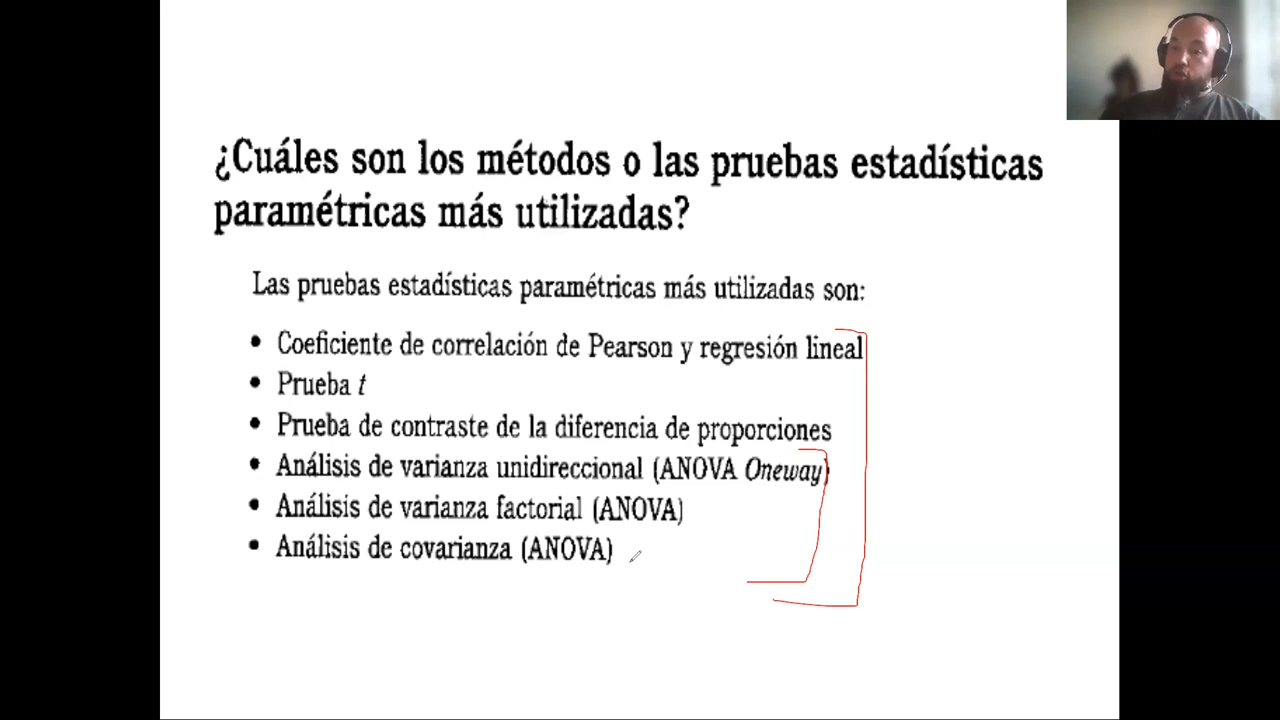 ¿Cuáles son los métodos o las pruebas estadísticas
paramétricas más utilizadas?
Las pruebas estadísticas paramétricas más utilizadas son:
• Coeficiente de correlación de Pearson y regresión lineal
• Prueba t
• Prueba de contraste de la diferencia de proporciones
• Análisis de varianza unidireccional (ANOVA Oneway)
• Análisis de varianza factorial (ANOVA)
• Análisis de covarianza (ANOVA)